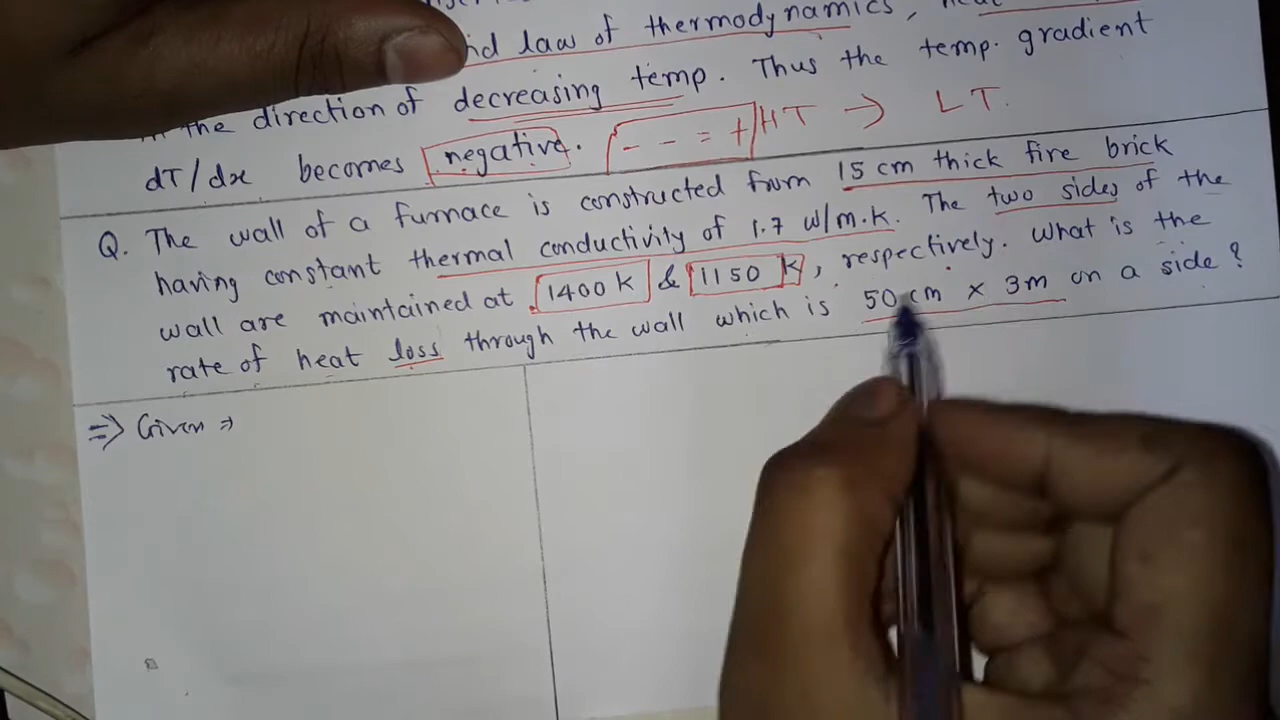 law of thermodynamics,
the direction of decreasing temp. Thus the temp. gradient
dT/dx becomes negative. - - = + HT → LT.
Q. The wall of a furnace is constructed from 15 cm thick fire brick
having constant thermal conductivity of 1.7 w/m.k. The two sides of the
wall are maintained at 1400 k & 1150 k, respectively. What is the
rate of heat loss through the wall which is 50 cm x 3m on a side?
⇒ Given ⇒